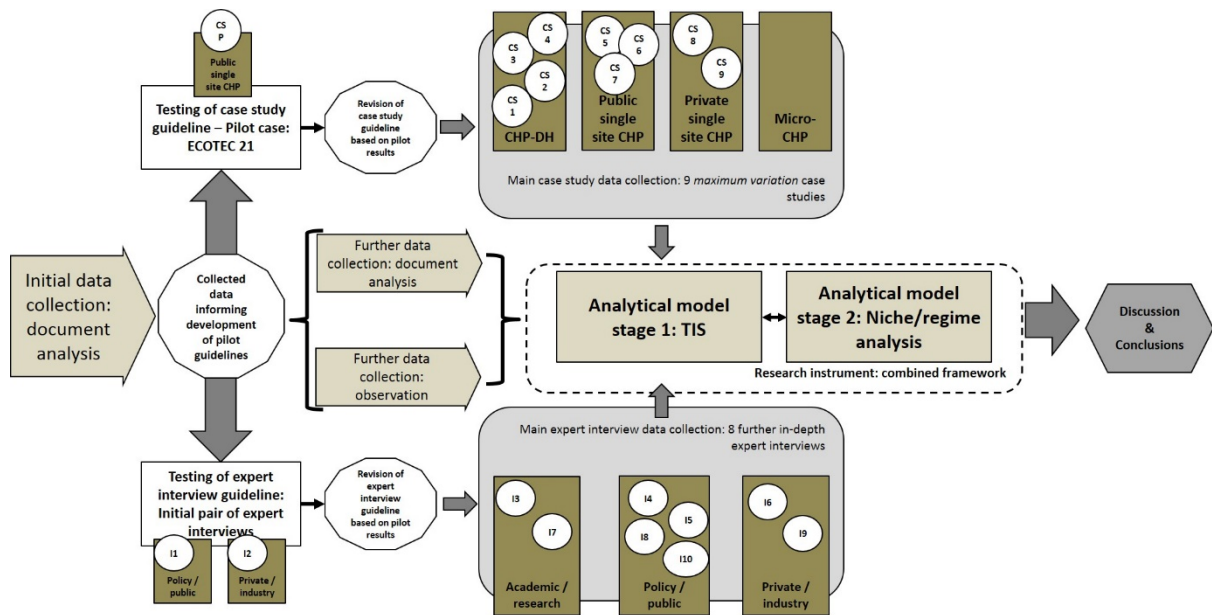 CS
P
Public
single
site CHP
Testing of case study
guideline – Pilot case:
ECOTEC 21
Revision of
case study
guideline
based on pilot
results
CS
3
CS
4
CS
2
CS
1
CHP-DH
CS
5
CS
6
CS
7
Public
single
site CHP
CS
8
CS
9
Private
single
site CHP
Micro-
CHP
Main case study data collection: 9 maximum variation case
studies
Initial data
collection:
document
analysis
Collected
data
informing
development
of pilot
guidelines
Further data
collection: document
analysis
Further data
collection:
observation
Analytical model
stage 1: TIS
Analytical model
stage 2: Niche/regime
analysis
Research instrument: combined framework
Discussion
&
Conclusions
Testing of expert
interview guideline:
Initial pair of expert
interviews
I1
Policy /
public
I2
Private /
industry
Revision of
expert
interview
guideline
based on pilot
results
Main expert interview data collection: 8 further in-depth
expert interviews
I3
I7
Academic /
research
I4
I5
I8
I10
Policy /
public
I6
I9
Private /
industry